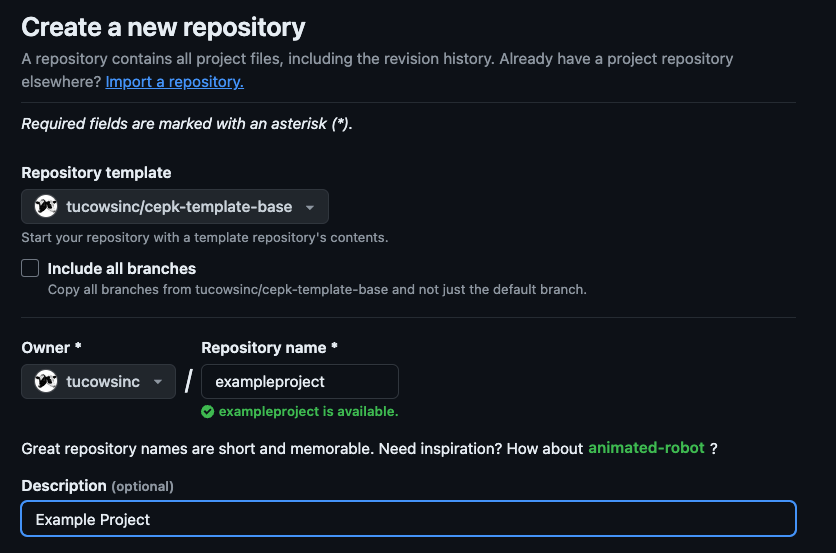 Create a new repository
A repository contains all project files, including the revision history. Already have a project repository
elsewhere? Import a repository.
Required fields are marked with an asterisk (*).
Repository template
tucowsinc/cepk-template-base
Start your repository with a template repository's contents.
Include all branches
Copy all branches from tucowsinc/cepk-template-base and not just the default branch.
Owner * Repository name *
tucowsinc / exampleproject
exampleproject is available.
Great repository names are short and memorable. Need inspiration? How about animated-robot ?
Description (optional)
Example Project